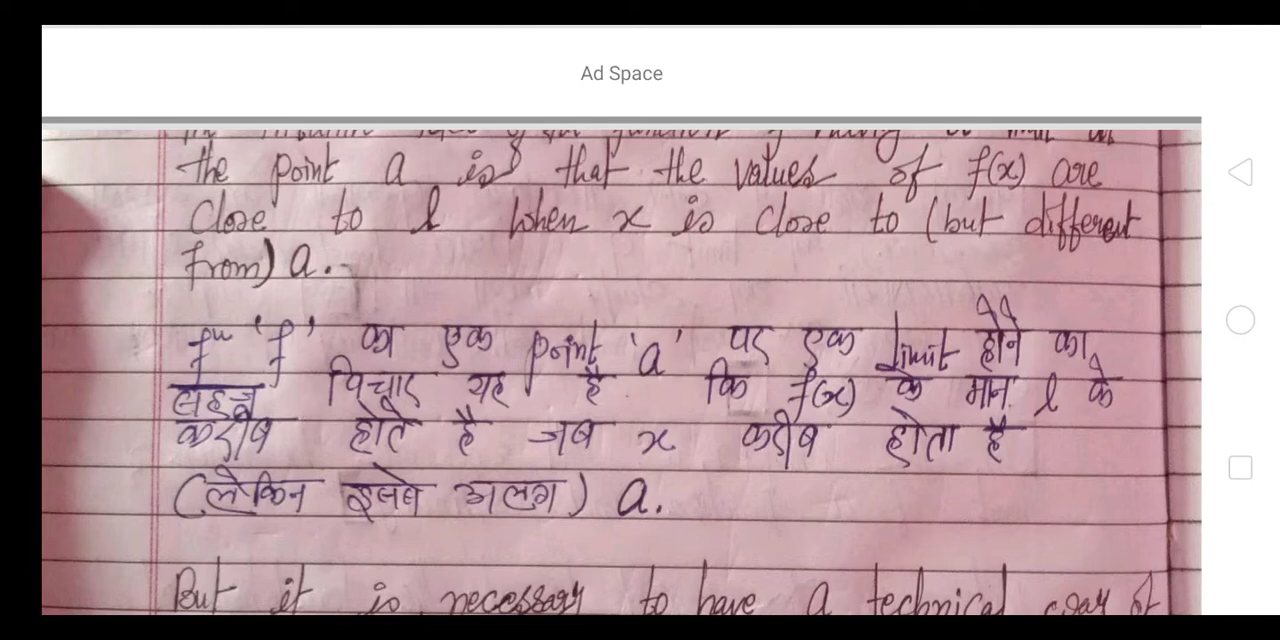 Ad Space
the point a is that the values of f(x) are
close to l when x is close to (but different
from) a.
fn 'f' का एक point 'a' पर एक limit होने का
सहज विचार यह है कि f(x) के मान l के
करीब होते है जब x करीब होता है
(लेकिन इससे अलग) a.
But it is necessary to have a technical way of